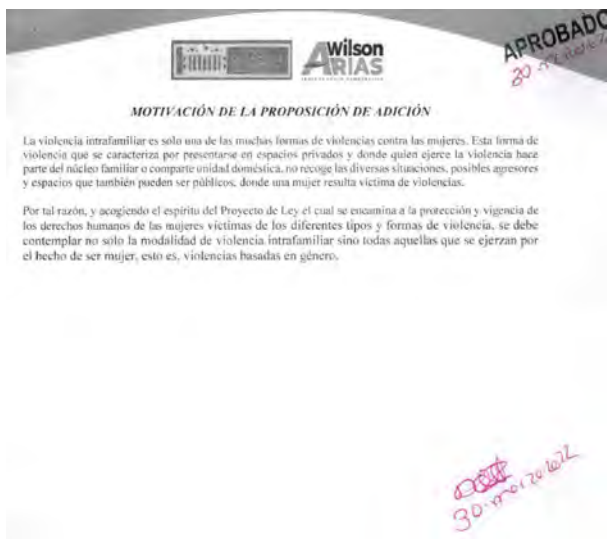 APROBADO
Wilson
ARIAS
MOTIVACIÓN DE LA PROPOSICIÓN DE ADICIÓN
La violencia intrafamiliar es solo una de las muchas formas de violencias contra las mujeres. Esta forma de
violencia que se caracteriza por presentarse en espacios privados y donde quien ejerce la violencia hace
parte del núcleo familiar o comparte unidad doméstica, no recoge las diversas situaciones, posibles agresores
y espacios que también pueden ser públicos, donde una mujer resulta víctima de violencias.
Por tal razón, y acogiendo el espíritu del Proyecto de Ley el cual se encamina a la protección y vigencia de
los derechos humanos de las mujeres víctimas de los diferentes tipos y formas de violencia, se debe
contemplar no solo la modalidad de violencia intrafamiliar sino todas aquellas que se ejerzan por
el hecho de ser mujer, esto es, violencias basadas en género.